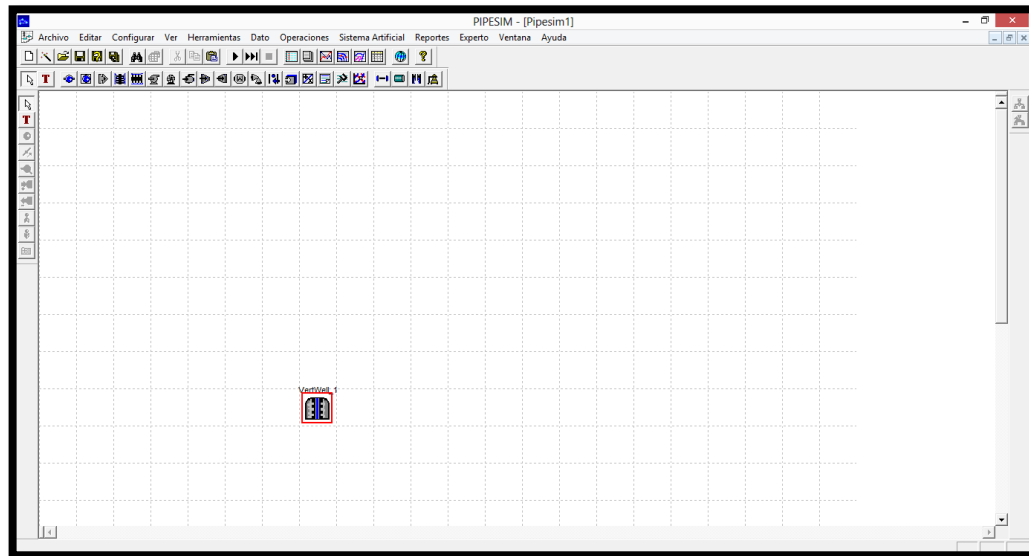 PIPESIM - [Pipesim1]
Archivo Editar Configurar Ver Herramientas Dato Operaciones Sistema Artificial Reportes Experto Ventana Ayuda
T
T
VertWell_1